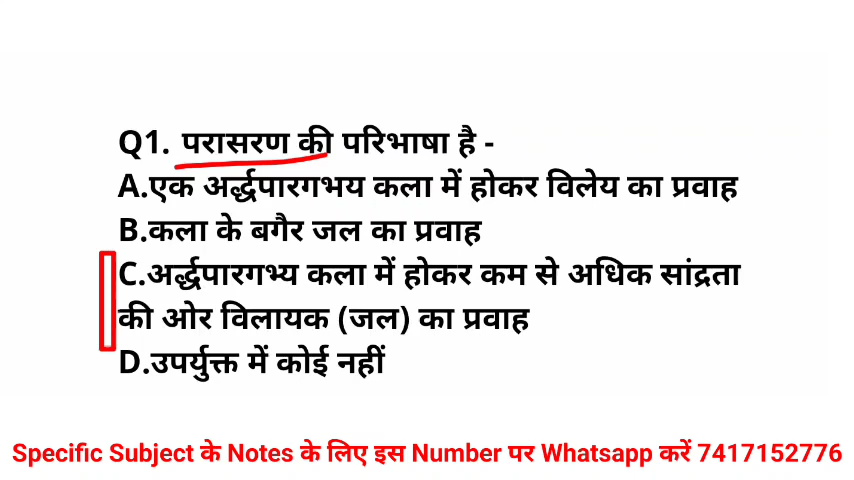 Q1. परासरण की परिभाषा है -
A.एक अर्द्धपारगभय कला में होकर विलेय का प्रवाह
B.कला के बगैर जल का प्रवाह
C.अर्द्धपारगभ्य कला में होकर कम से अधिक सांद्रता
की ओर विलायक (जल) का प्रवाह
D.उपर्युक्त में कोई नहीं
Specific Subject के Notes के लिए इस Number पर Whatsapp करें 7417152776